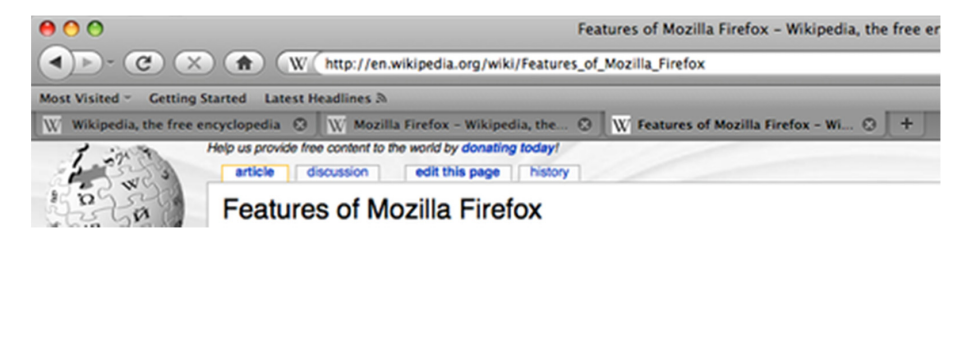 Features of Mozilla Firefox – Wikipedia, the free
W http://en.wikipedia.org/wiki/Features_of_Mozilla_Firefox
Most Visited Getting Started Latest Headlines
W Wikipedia, the free encyclopedia W Mozilla Firefox – Wikipedia, the... W Features of Mozilla Firefox – Wi... +
Help us provide free content to the world by donating today!
article discussion edit this page history
Features of Mozilla Firefox